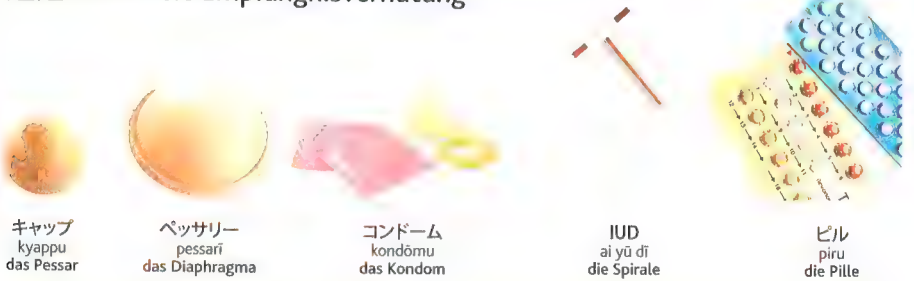 Empfängnisverhütung
キャップ
kyappu
das Pessar
ペッサリー
pessarī
das Diaphragma
コンドーム
kondōmu
das Kondom
IUD
ai yū dī
die Spirale
ピル
piru
die Pille